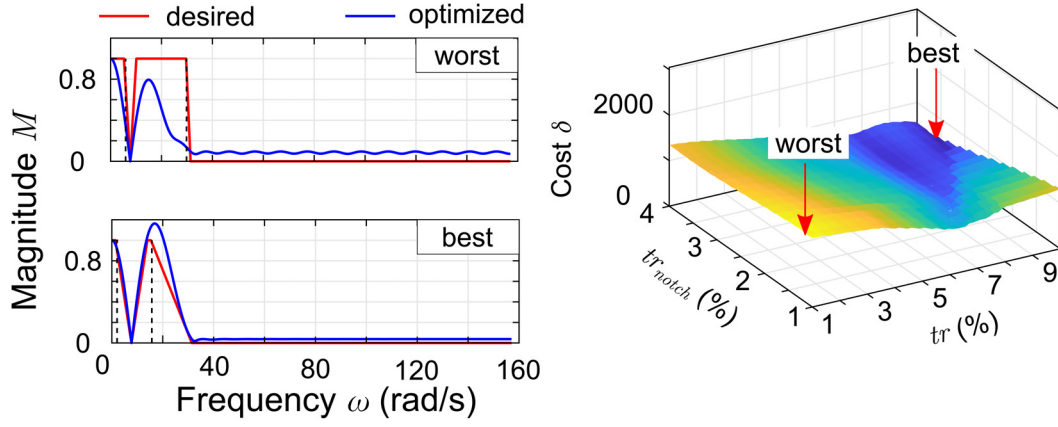 desired optimized
worst
0.8
0
best
0.8
0 40 80 120 160
Magnitude M
Frequency ω (rad/s)
best
worst
2000
0
Cost δ
4
3
2
1
tr_notch (%)
1
3
5
7
9
tr (%)